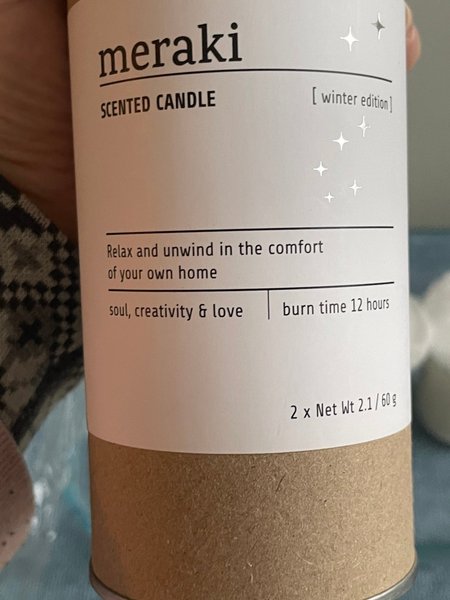 meraki
SCENTED CANDLE
[ winter edition ]
Relax and unwind in the comfort
of your own home
soul, creativity & love
burn time 12 hours
2 x Net Wt 2.1 / 60 g